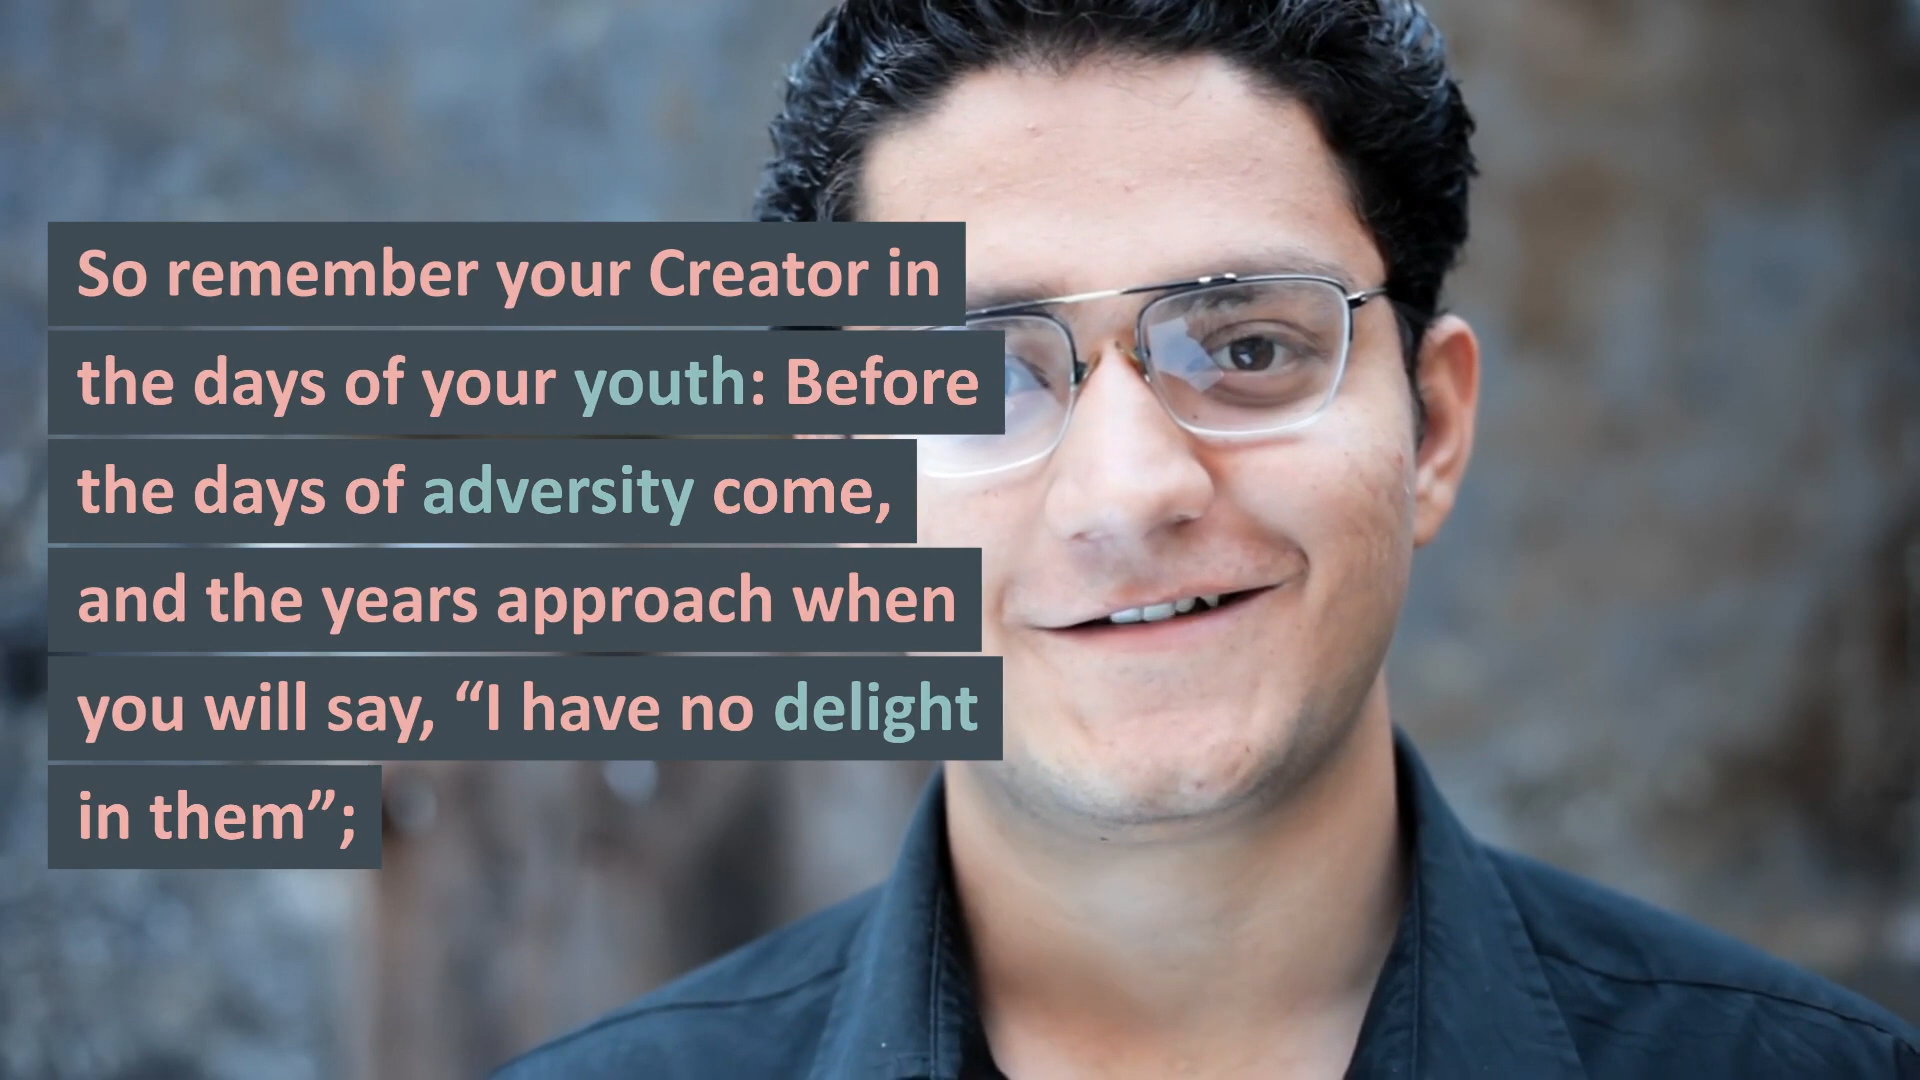 So remember your Creator in
the days of your youth: Before
the days of adversity come,
and the years approach when
you will say, “I have no delight
in them”;